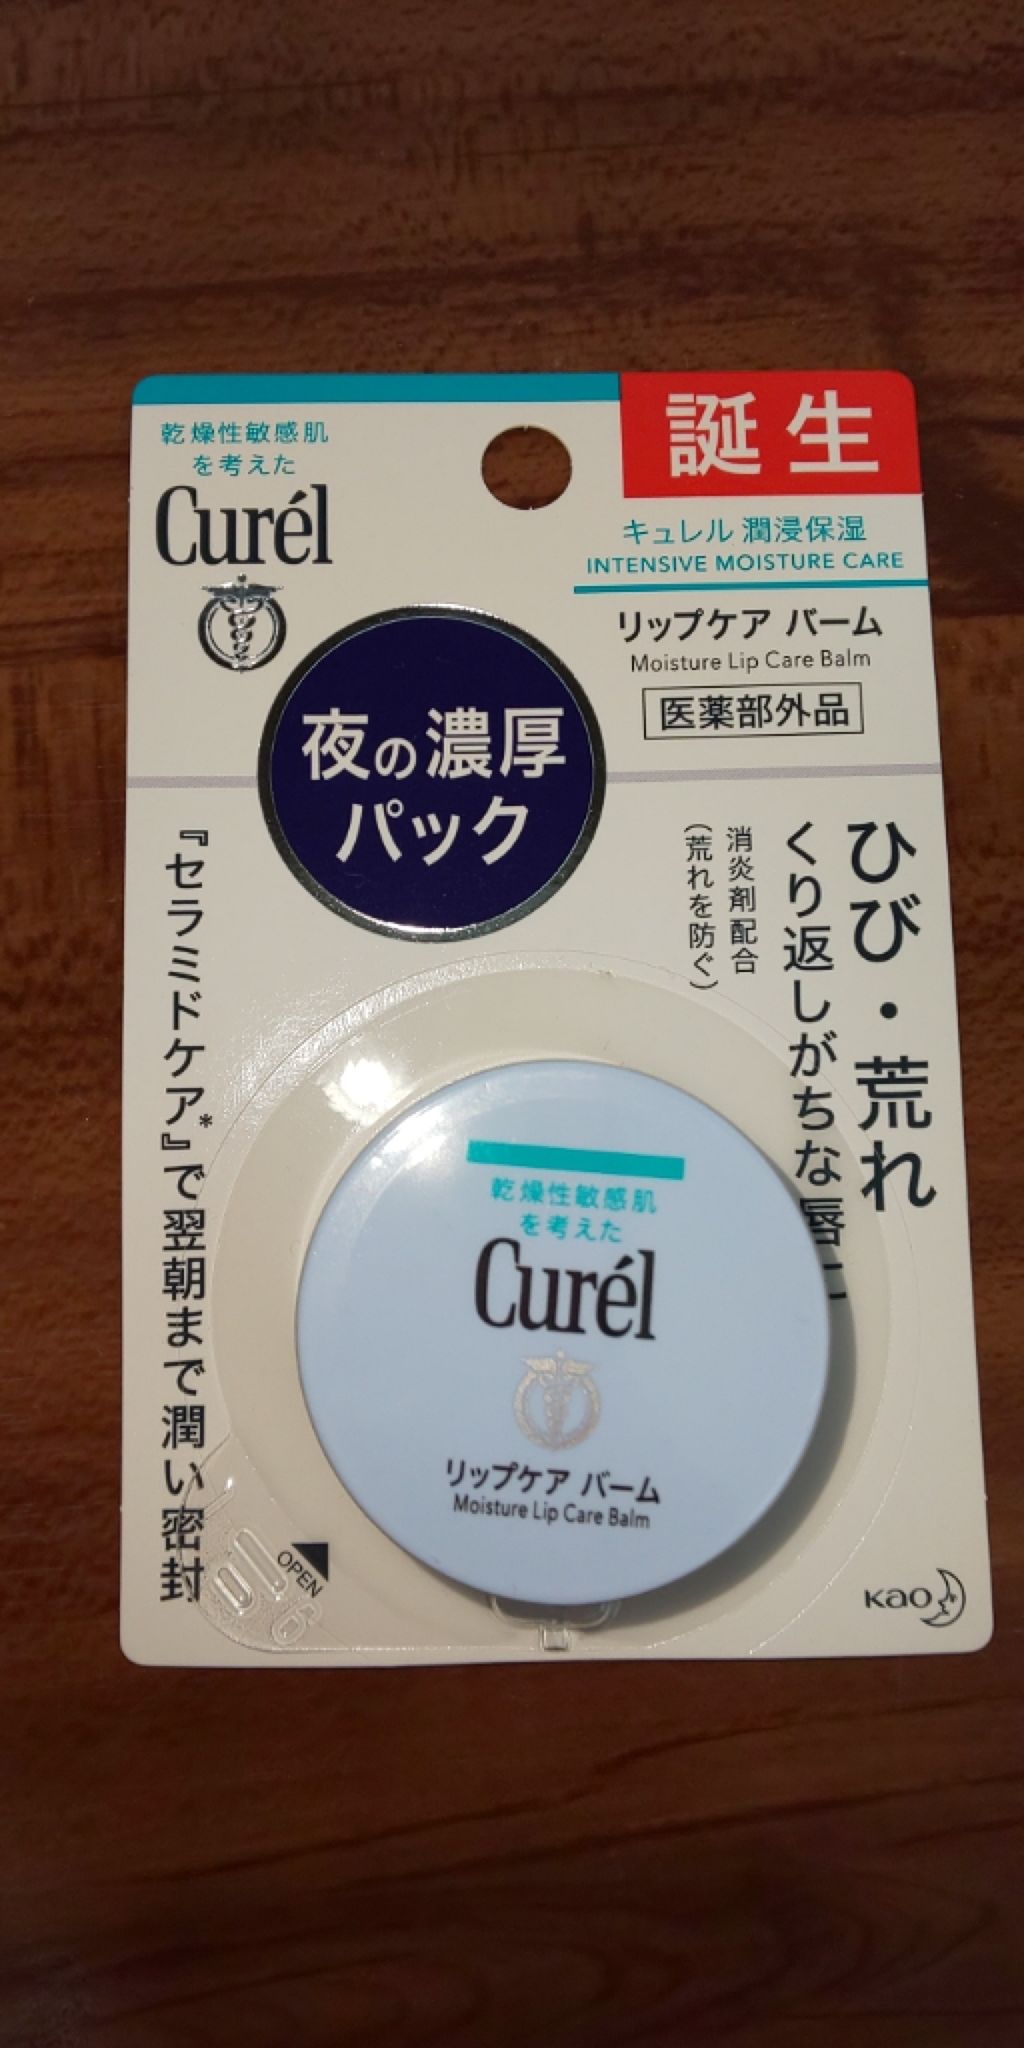 乾燥性敏感肌
を考えた
Curél
誕生
キュレル 潤浸保湿
INTENSIVE MOISTURE CARE
リップケア バーム
Moisture Lip Care Balm
医薬部外品
夜の濃厚
パック
ひび・荒れ
くり返しがちな唇に
消炎剤配合
(荒れを防ぐ)
『セラミドケア*』で翌朝まで潤い密封
乾燥性敏感肌
を考えた
Curél
リップケア バーム
Moisture Lip Care Balm
OPEN
Kao